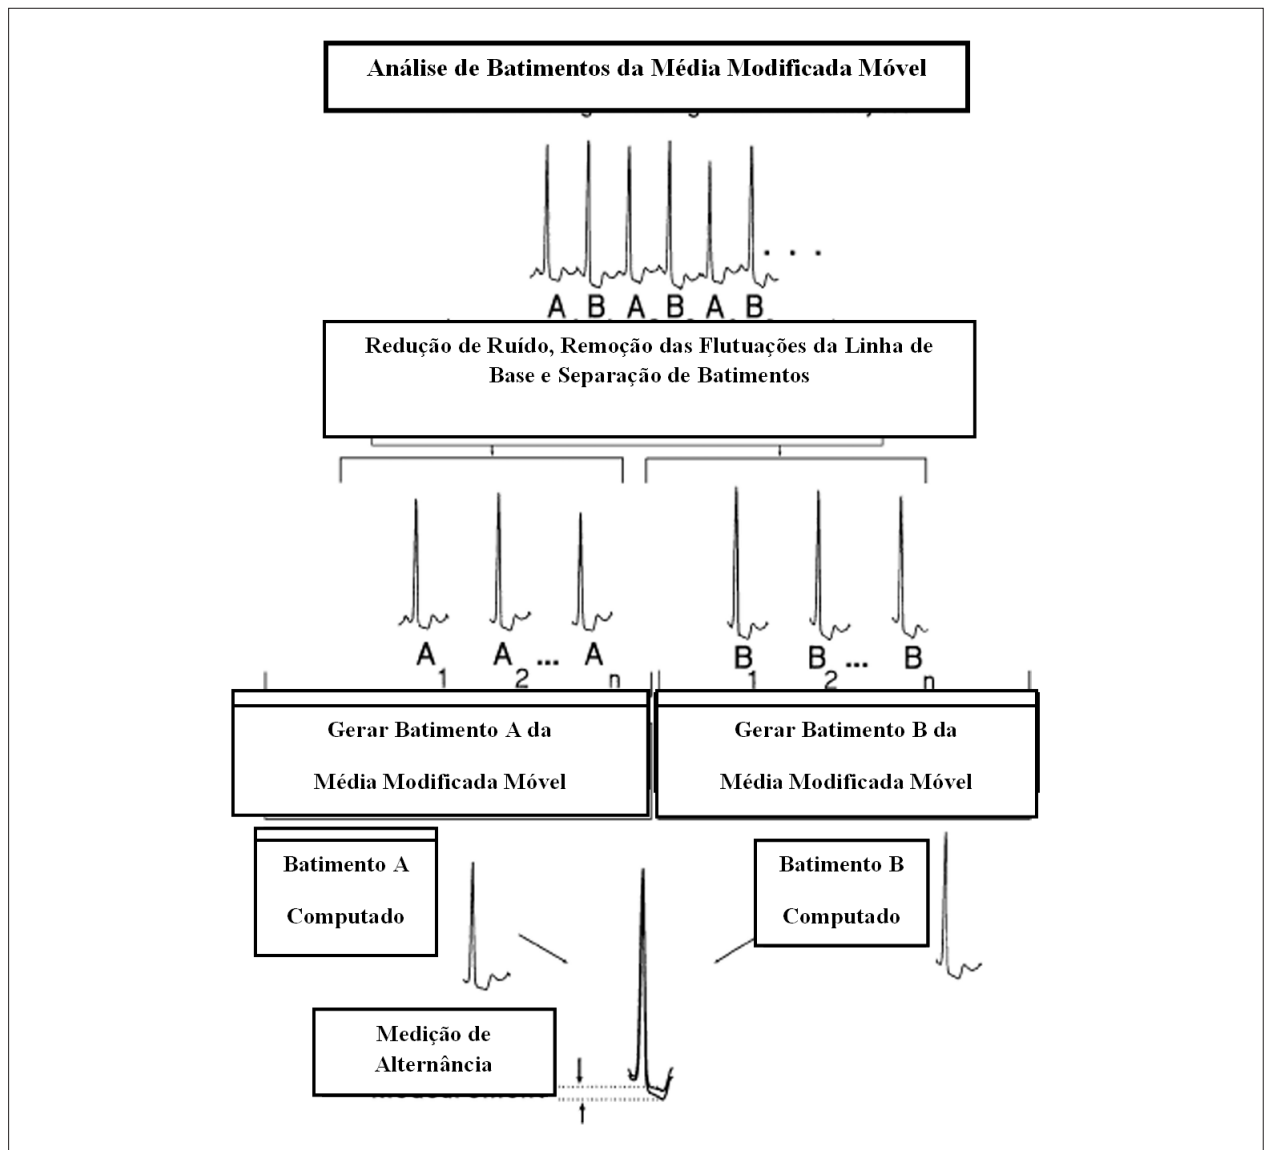 Análise de Batimentos da Média Modificada Móvel
A B A B A B
Redução de Ruído, Remoção das Flutuações da Linha de
Base e Separação de Batimentos
A1 A2 ... An
B1 B2 ... Bn
Gerar Batimento A da
Média Modificada Móvel
Gerar Batimento B da
Média Modificada Móvel
Batimento A
Computado
Batimento B
Computado
Medição de
Alternância